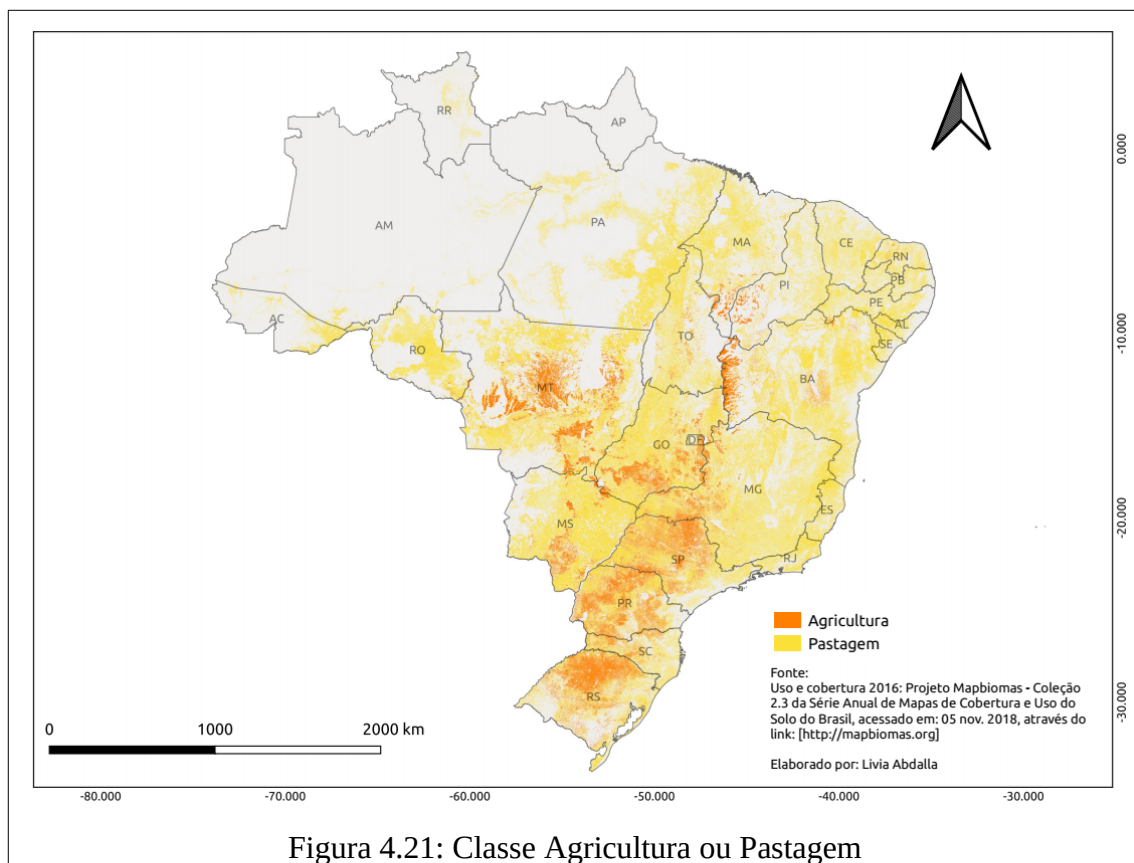 RR
AP
AM
PA
MA
CE
RN
PB
PI
PE
AL
SE
AC
TO
RO
BA
MT
DF
GO
MG
ES
MS
SP
RJ
PR
SC
RS
0.000
-10.000
-20.000
-30.000
Agricultura
Pastagem
Fonte:
Uso e cobertura 2016: Projeto Mapbiomas - Coleção
2.3 da Série Anual de Mapas de Cobertura e Uso do
Solo do Brasil, acessado em: 05 nov. 2018, através do
link: [http://mapbiomas.org]
Elaborado por: Livia Abdalla
0 1000 2000 km
-80.000 -70.000 -60.000 -50.000 -40.000 -30.000
Figura 4.21: Classe Agricultura ou Pastagem